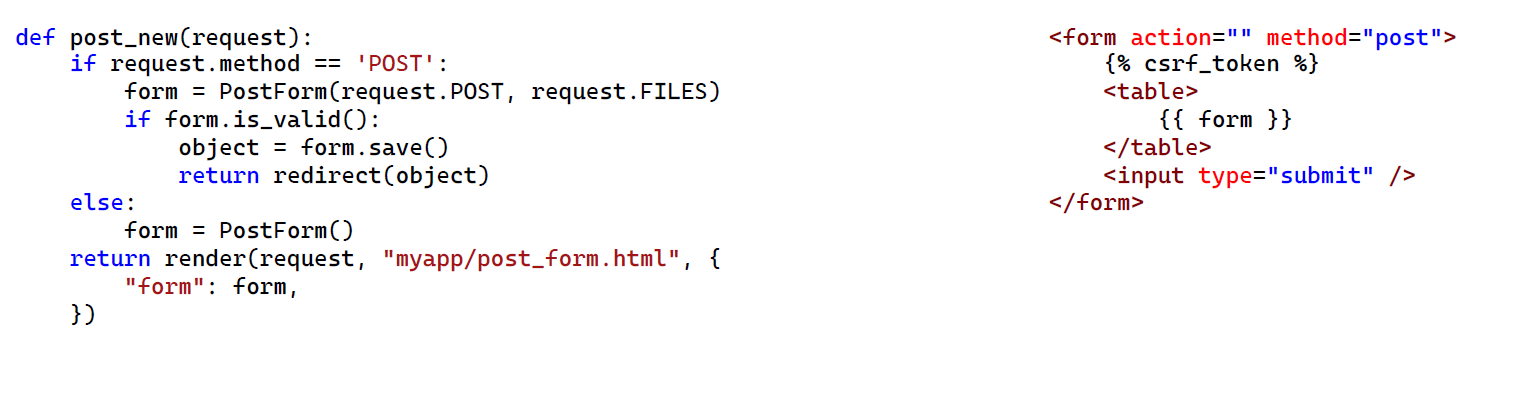 def post_new(request):
    if request.method == 'POST':
        form = PostForm(request.POST, request.FILES)
        if form.is_valid():
            object = form.save()
            return redirect(object)
    else:
        form = PostForm()
    return render(request, "myapp/post_form.html", {
        "form": form,
    })
<form action="" method="post">
    {% csrf_token %}
    <table>
        {{ form }}
    </table>
    <input type="submit" />
</form>